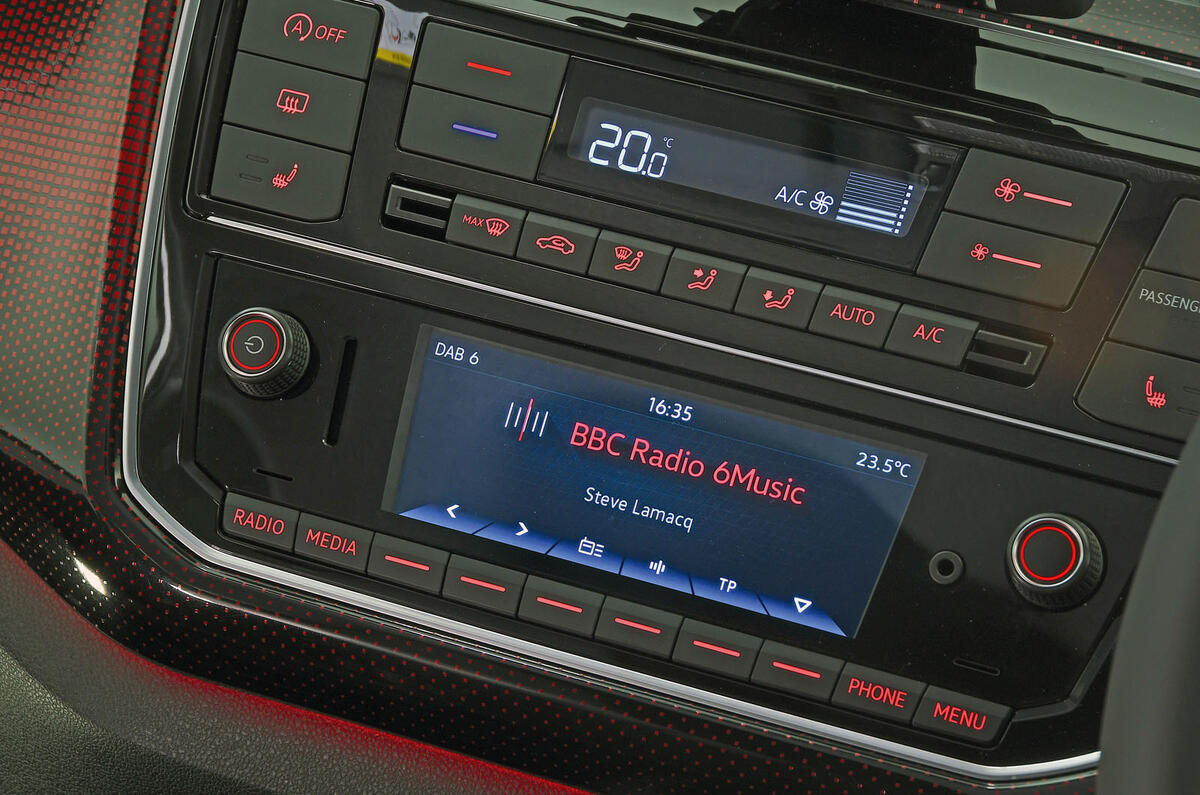 A OFF
20.0 °C
A/C
MAX
AUTO
A/C
PASSENG
DAB 6
16:35
23.5°C
BBC Radio 6Music
Steve Lamacq
TP
RADIO
MEDIA
PHONE
MENU